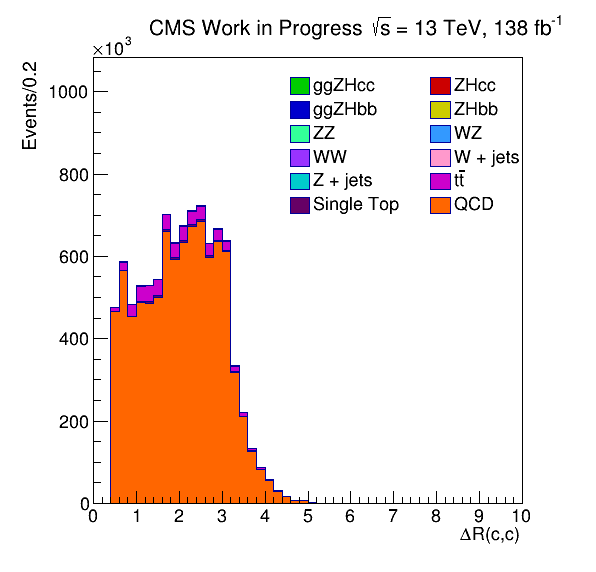 CMS Work in Progress √s = 13 TeV, 138 fb⁻¹
×10³
Events/0.2
ggZHcc ZHcc
ggZHbb ZHbb
ZZ WZ
WW W + jets
Z + jets tt̄
Single Top QCD
1000
800
600
400
200
0
0 1 2 3 4 5 6 7 8 9 10
ΔR(c,c)